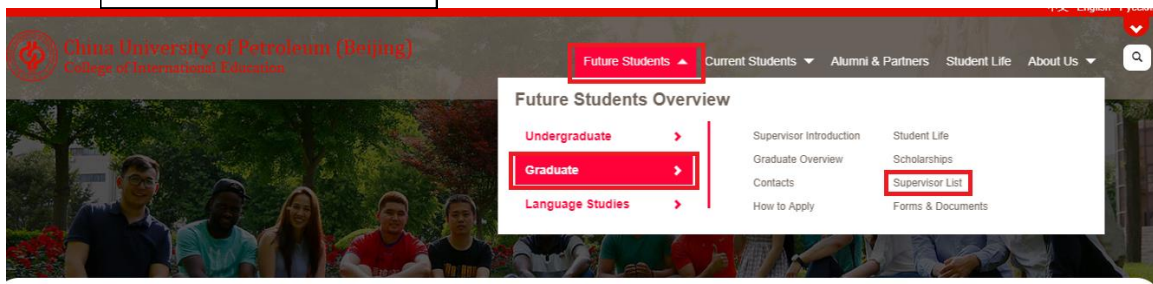 English
China University of Petroleum (Beijing)
College of International Education
Future Students
Current Students
Alumni & Partners
Student Life
About Us
Future Students Overview
Undergraduate
Graduate
Language Studies
Supervisor Introduction
Student Life
Graduate Overview
Scholarships
Contacts
Supervisor List
How to Apply
Forms & Documents